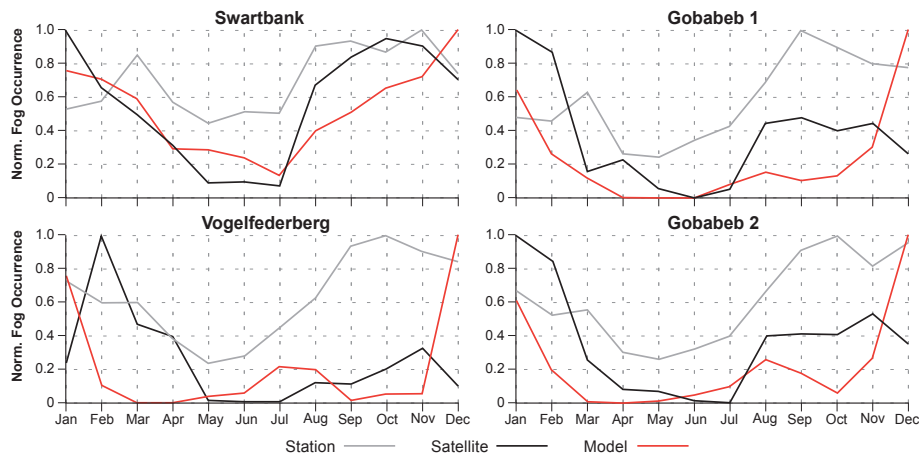 Swartbank
Gobabeb 1
Norm. Fog Occurrence
1.0
0.8
0.6
0.4
0.2
0
1.0
0.8
0.6
0.4
0.2
0
Vogelfederberg
Gobabeb 2
Norm. Fog Occurrence
1.0
0.8
0.6
0.4
0.2
0
1.0
0.8
0.6
0.4
0.2
0
Jan Feb Mar Apr May Jun Jul Aug Sep Oct Nov Dec
Jan Feb Mar Apr May Jun Jul Aug Sep Oct Nov Dec
Station Satellite Model